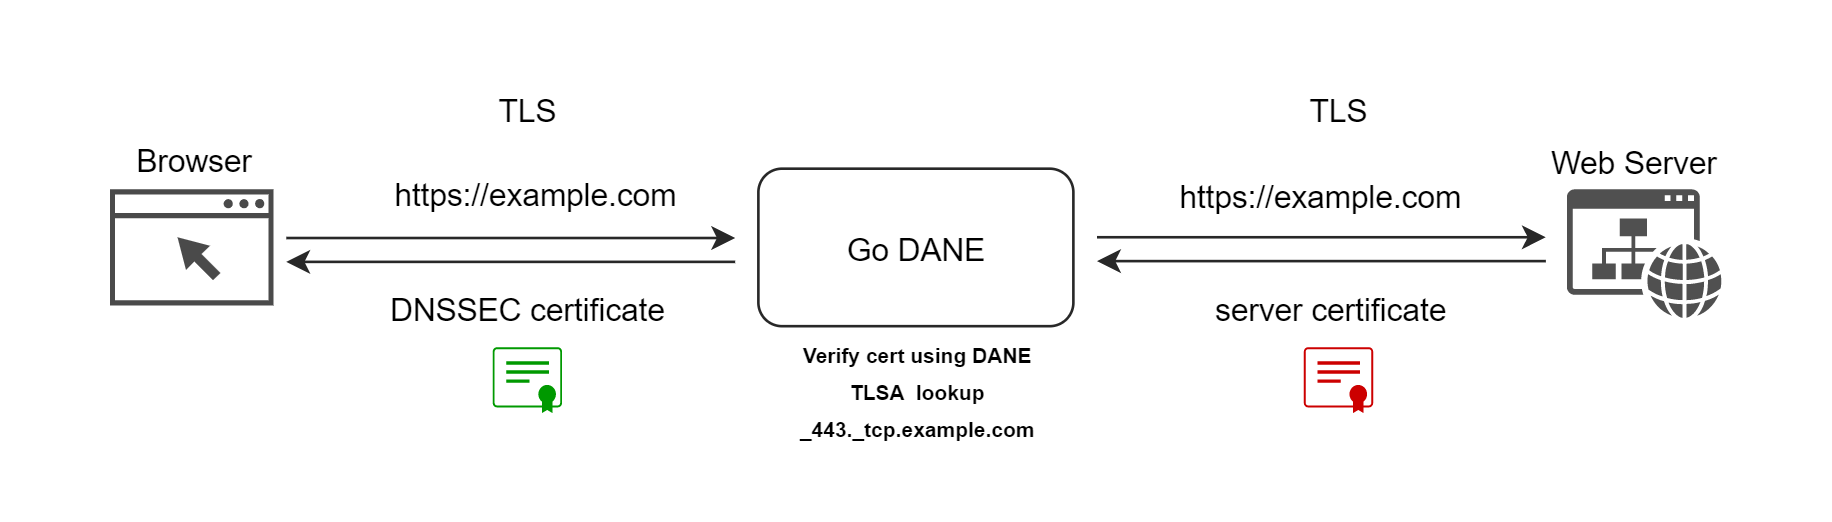 TLS
TLS
Browser
Web Server
https://example.com
https://example.com
Go DANE
DNSSEC certificate
server certificate
Verify cert using DANE
TLSA lookup
_443._tcp.example.com